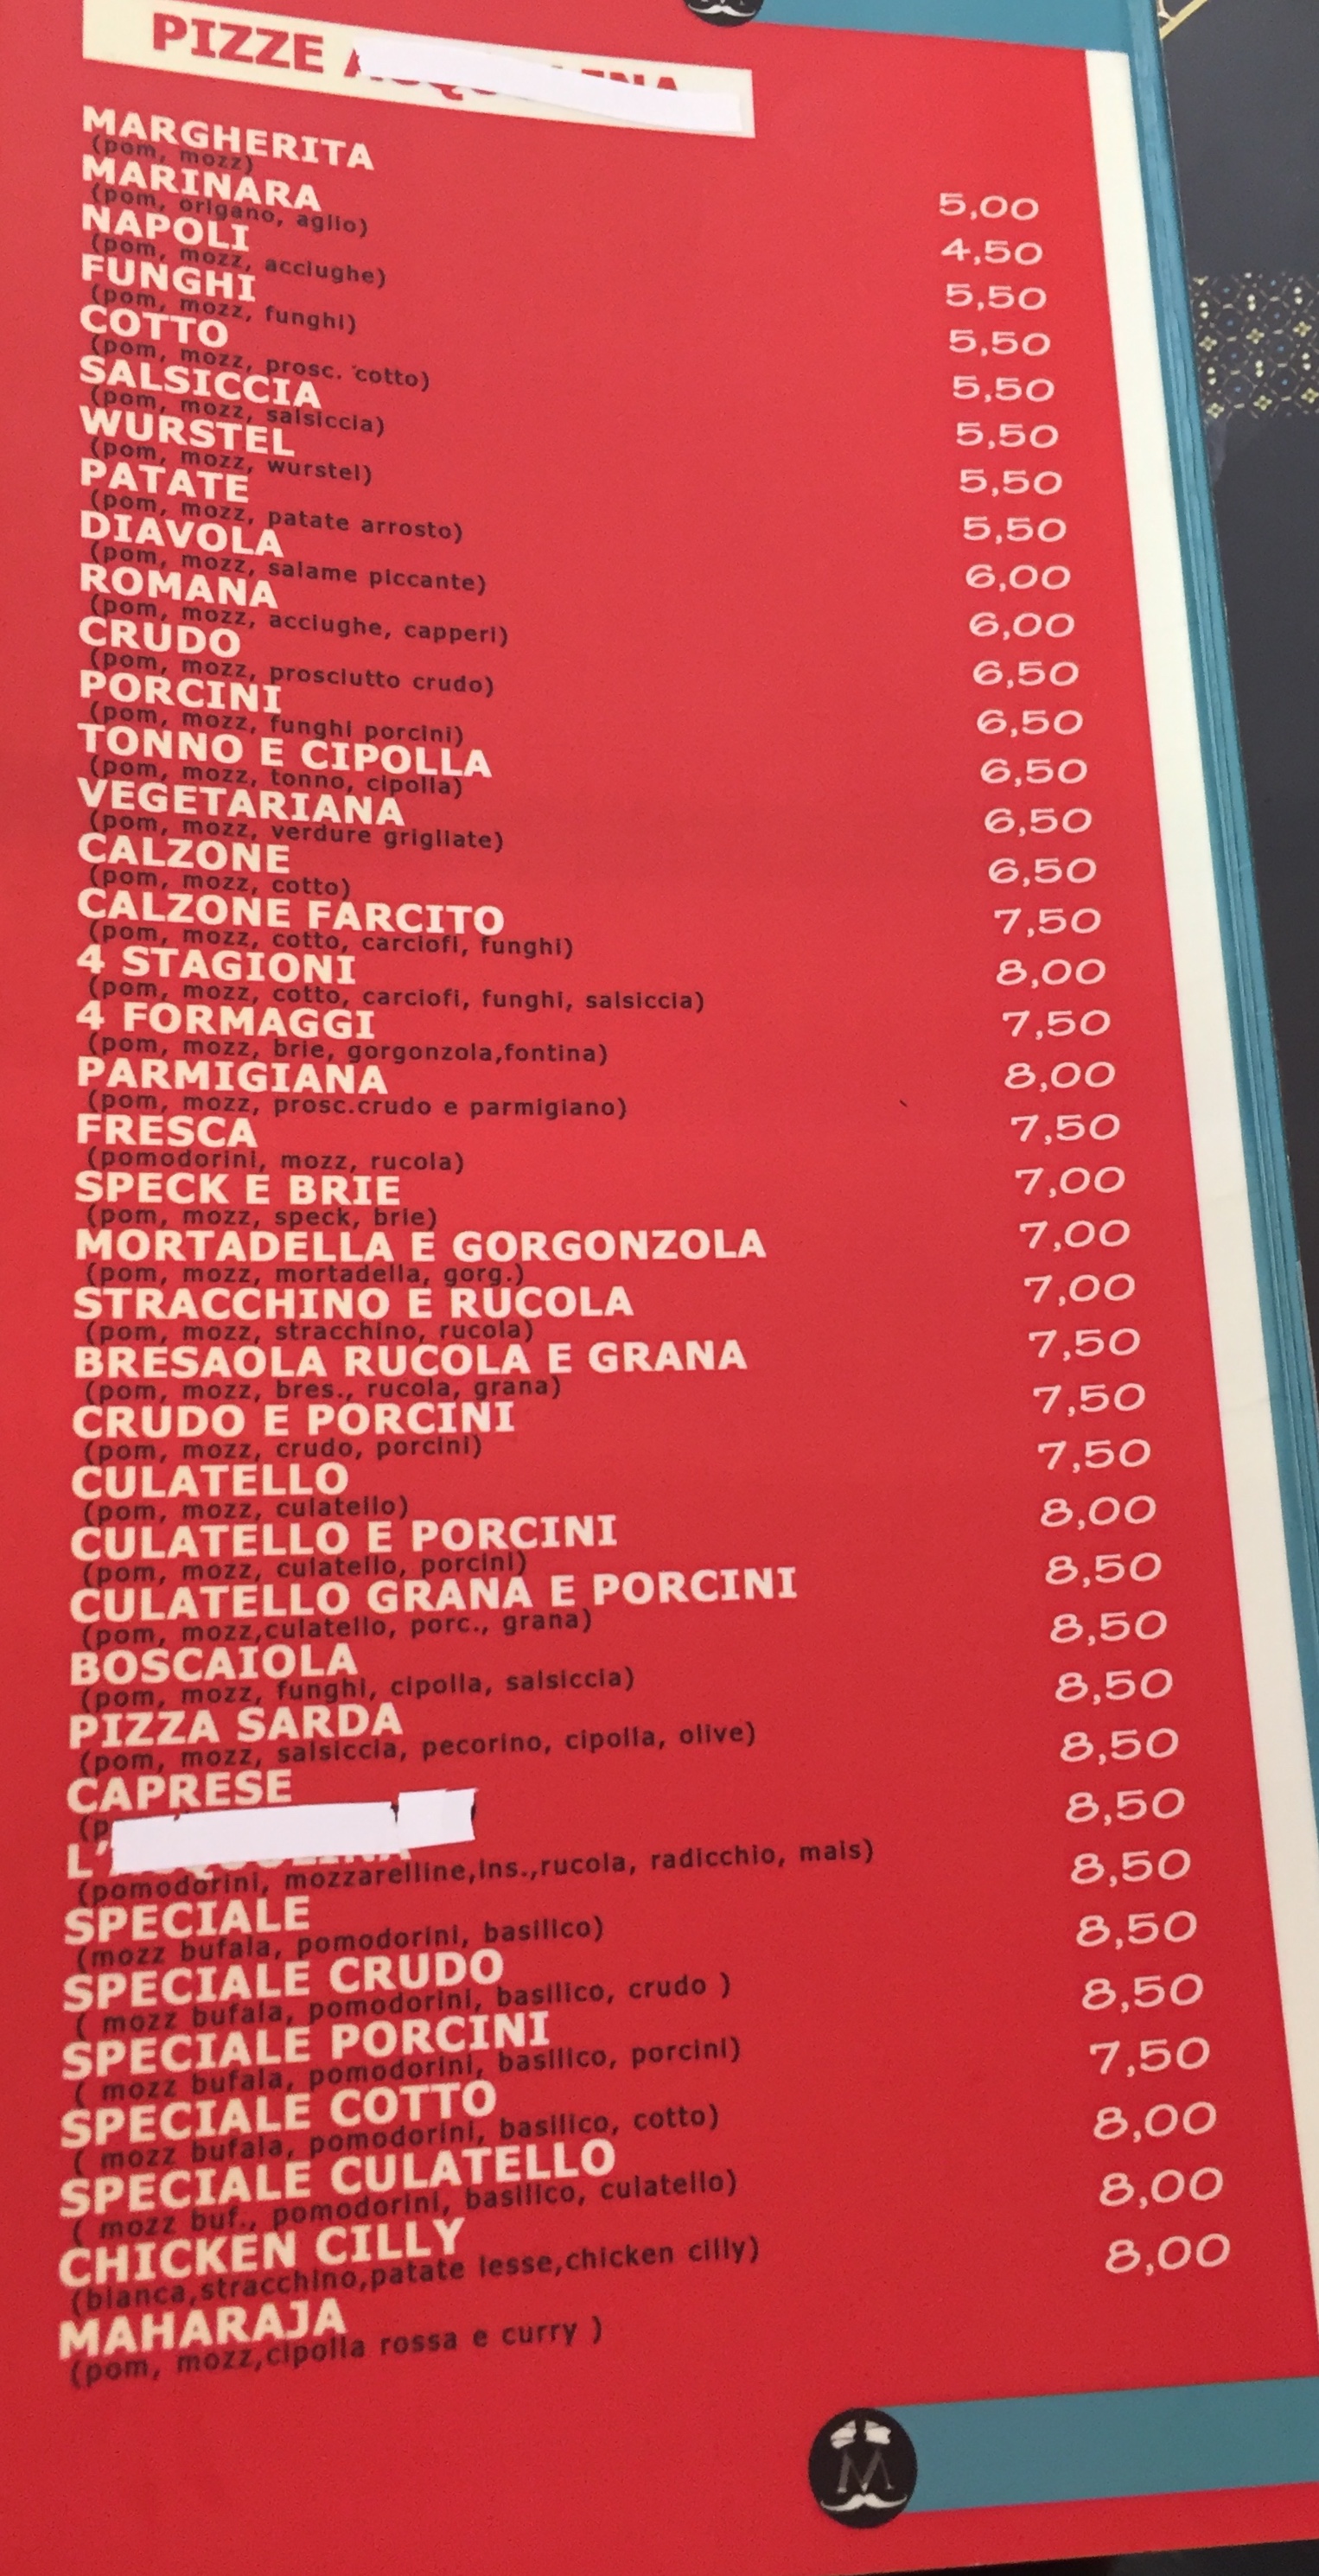 PIZZE
MARGHERITA
(pom, mozz)
MARINARA
(pom, origano, aglio)
NAPOLI
(pom, mozz, acciughe)
FUNGHI
(pom, mozz, funghi)
COTTO
(pom, mozz, prosc. cotto)
SALSICCIA
(pom, mozz, salsiccia)
WURSTEL
(pom, mozz, wurstel)
PATATE
(pom, mozz, patate arrosto)
DIAVOLA
(pom, mozz, salame piccante)
ROMANA
(pom, mozz, acciughe, capperi)
CRUDO
(pom, mozz, prosciutto crudo)
PORCINI
(pom, mozz, funghi porcini)
TONNO E CIPOLLA
(pom, mozz, tonno, cipolla)
VEGETARIANA
(pom, mozz, verdure grigliate)
CALZONE
(pom, mozz, cotto)
CALZONE FARCITO
(pom, mozz, cotto, carciofi, funghi)
4 STAGIONI
(pom, mozz, cotto, carciofi, funghi, salsiccia)
4 FORMAGGI
(pom, mozz, brie, gorgonzola,fontina)
PARMIGIANA
(pom, mozz, prosc.crudo e parmigiano)
FRESCA
(pomodorini, mozz, rucola)
SPECK E BRIE
(pom, mozz, speck, brie)
MORTADELLA E GORGONZOLA
(pom, mozz, mortadella, gorg.)
STRACCHINO E RUCOLA
(pom, mozz, stracchino, rucola)
BRESAOLA RUCOLA E GRANA
(pom, mozz, bres., rucola, grana)
CRUDO E PORCINI
(pom, mozz, crudo, porcini)
CULATELLO
(pom, mozz, culatello)
CULATELLO E PORCINI
(pom, mozz, culatello, porcini)
CULATELLO GRANA E PORCINI
(pom, mozz,culatello, porc., grana)
BOSCAIOLA
(pom, mozz, funghi, cipolla, salsiccia)
PIZZA SARDA
(pom, mozz, salsiccia, pecorino, cipolla, olive)
CAPRESE
(p
L'
(pomodorini, mozzarelline,ins.,rucola, radicchio, mais)
SPECIALE
(mozz bufala, pomodorini, basilico)
SPECIALE CRUDO
( mozz bufala, pomodorini, basilico, crudo )
SPECIALE PORCINI
( mozz bufala, pomodorini, basilico, porcini)
SPECIALE COTTO
( mozz bufala, pomodorini, basilico, cotto)
SPECIALE CULATELLO
( mozz buf., pomodorini, basilico, culatello)
CHICKEN CILLY
(bianca,stracchino,patate lesse,chicken cilly)
MAHARAJA
(pom, mozz,cipolla rossa e curry )
5,00
4,50
5,50
5,50
5,50
5,50
5,50
5,50
6,00
6,00
6,50
6,50
6,50
6,50
6,50
7,50
8,00
7,50
8,00
7,50
7,00
7,00
7,00
7,50
7,50
7,50
8,00
8,50
8,50
8,50
8,50
8,50
8,50
8,50
8,50
7,50
8,00
8,00
8,00
M